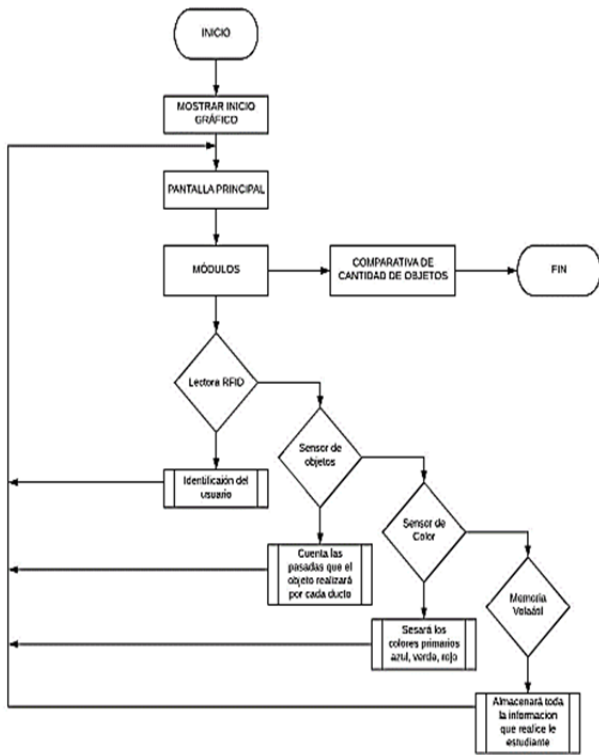 INICIO
MOSTRAR INICIO
GRÁFICO
PANTALLA PRINCIPAL
MÓDULOS
COMPARATIVA DE
CANTIDAD DE OBJETOS
FIN
Lectora RFID
Sensor de
objetos
Identificaión del
usuario
Sensor de
Color
Cuenta las
pasadas que el
objeto realizará
por cada ducto
Memoria
Volaátil
Sesará los
colores primarios
azul, verde, rojo
Almacenará toda
la informacion
que realice le
estudiante